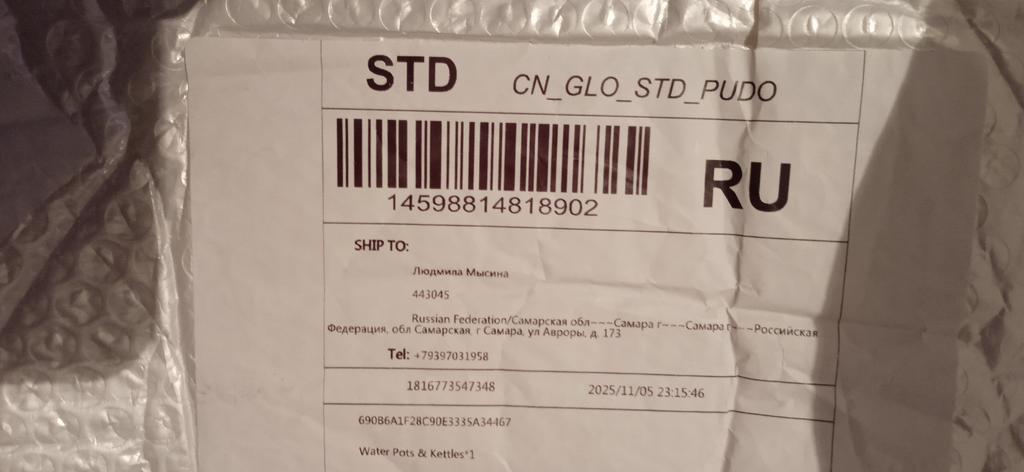 STD CN_GLO_STD_PUDO
14598814818902
RU
SHIP TO:
Людмила Мысина
443045
Russian Federation/Самарская обл~~~Самара г~~~Самара г~~~Российская
Федерация, обл Самарская, г Самара, ул Авроры, д. 173
Tel: +79397031958
1816773547348 2025/11/05 23:15:46
690B6A1F28C90E3335A34467
Water Pots & Kettles*1